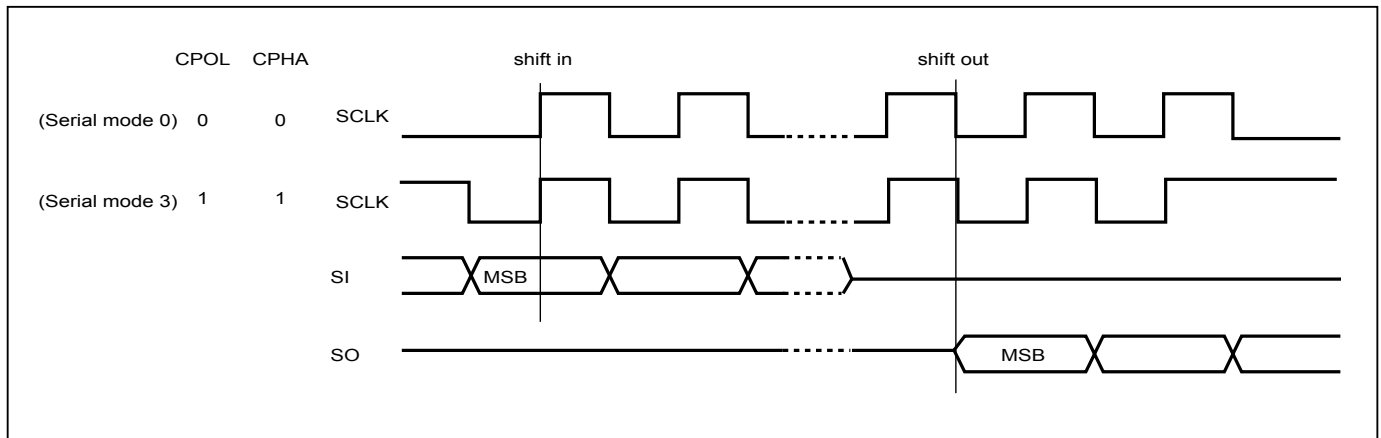 CPOL CPHA shift in shift out
(Serial mode 0) 0 0 SCLK
(Serial mode 3) 1 1 SCLK
SI MSB
SO MSB